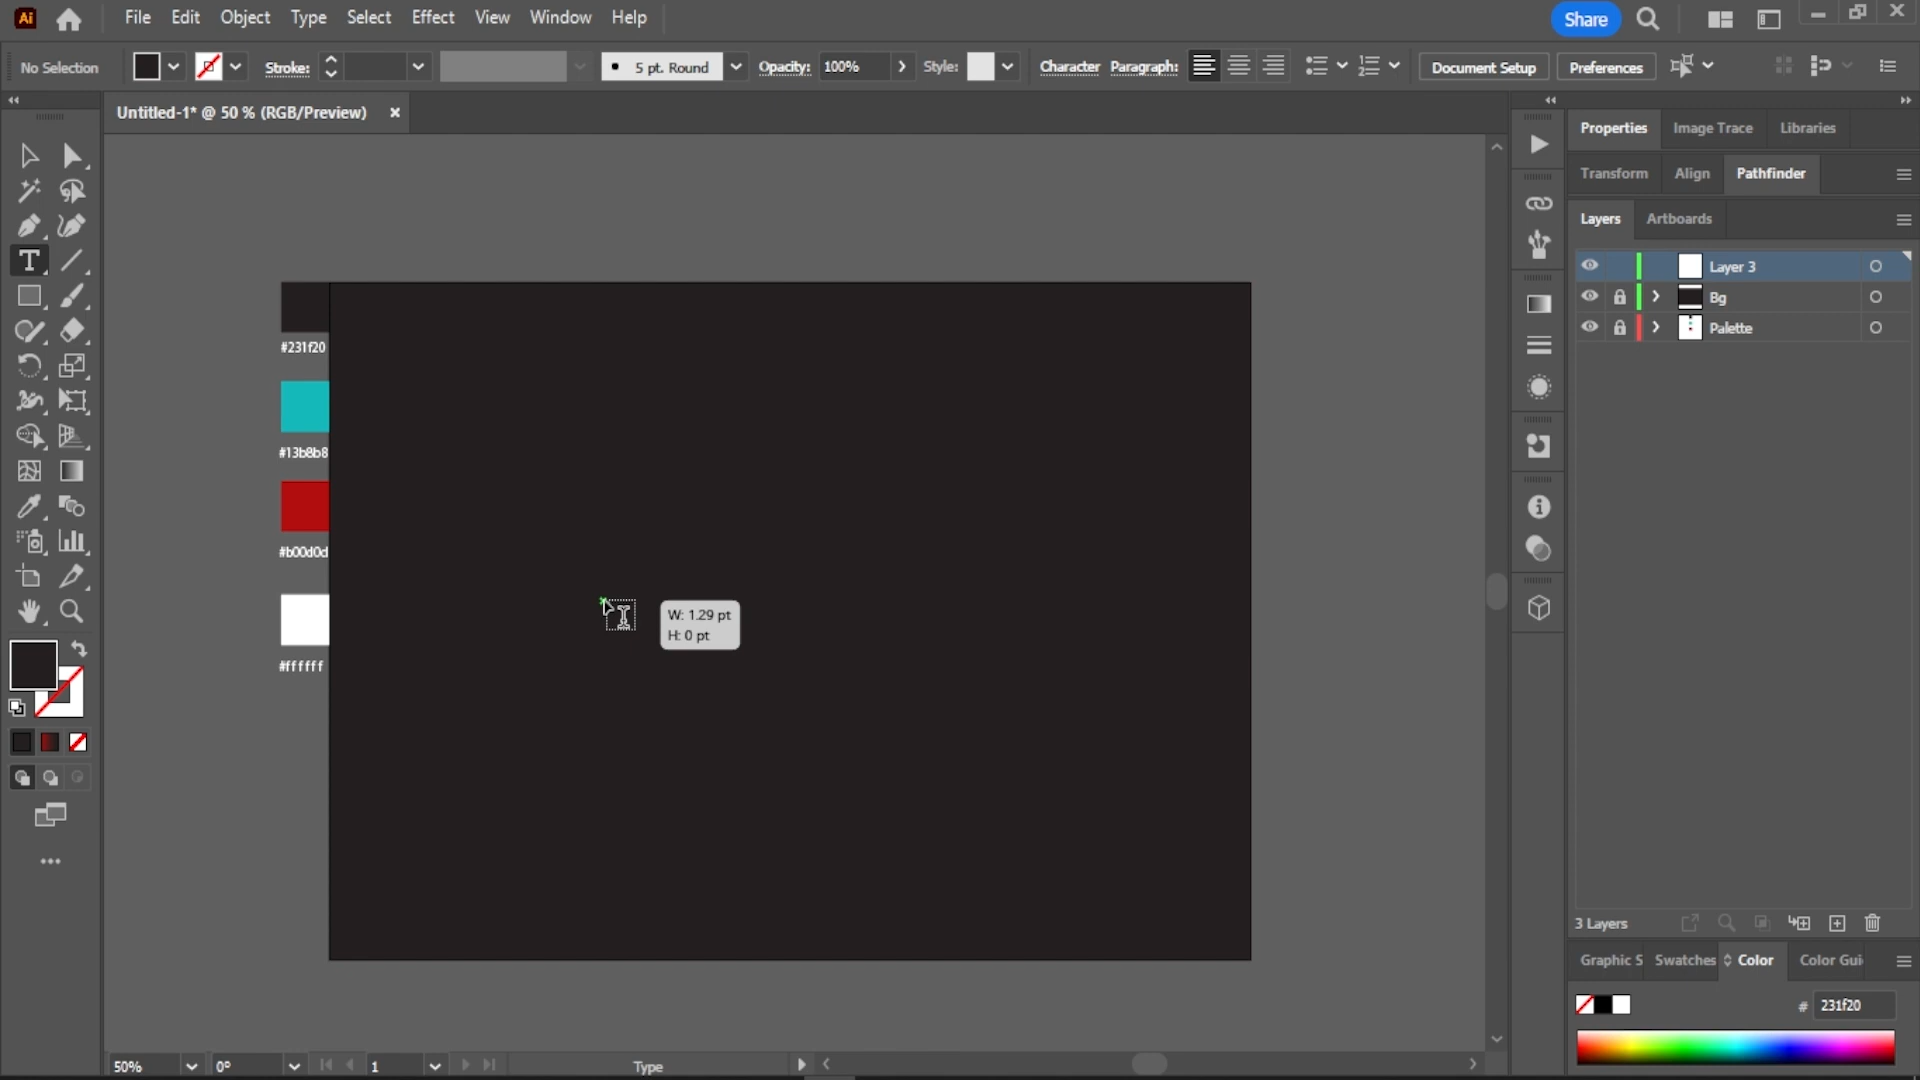 Ai File Edit Object Type Select Effect View Window Help Share
No Selection Stroke: 5 pt. Round Opacity: 100% Style: Character Paragraph: Document Setup Preferences
Untitled-1* @ 50 % (RGB/Preview)
Properties Image Trace Libraries
Transform Align Pathfinder
Layers Artboards
Layer 3
Bg
Palette
#231f20
#13b8b8
#b00d0d
#ffffff
W: 1.29 pt
H: 0 pt
3 Layers
Graphic S Swatches Color Color Gui
# 231f20
50% 0° 1 Type